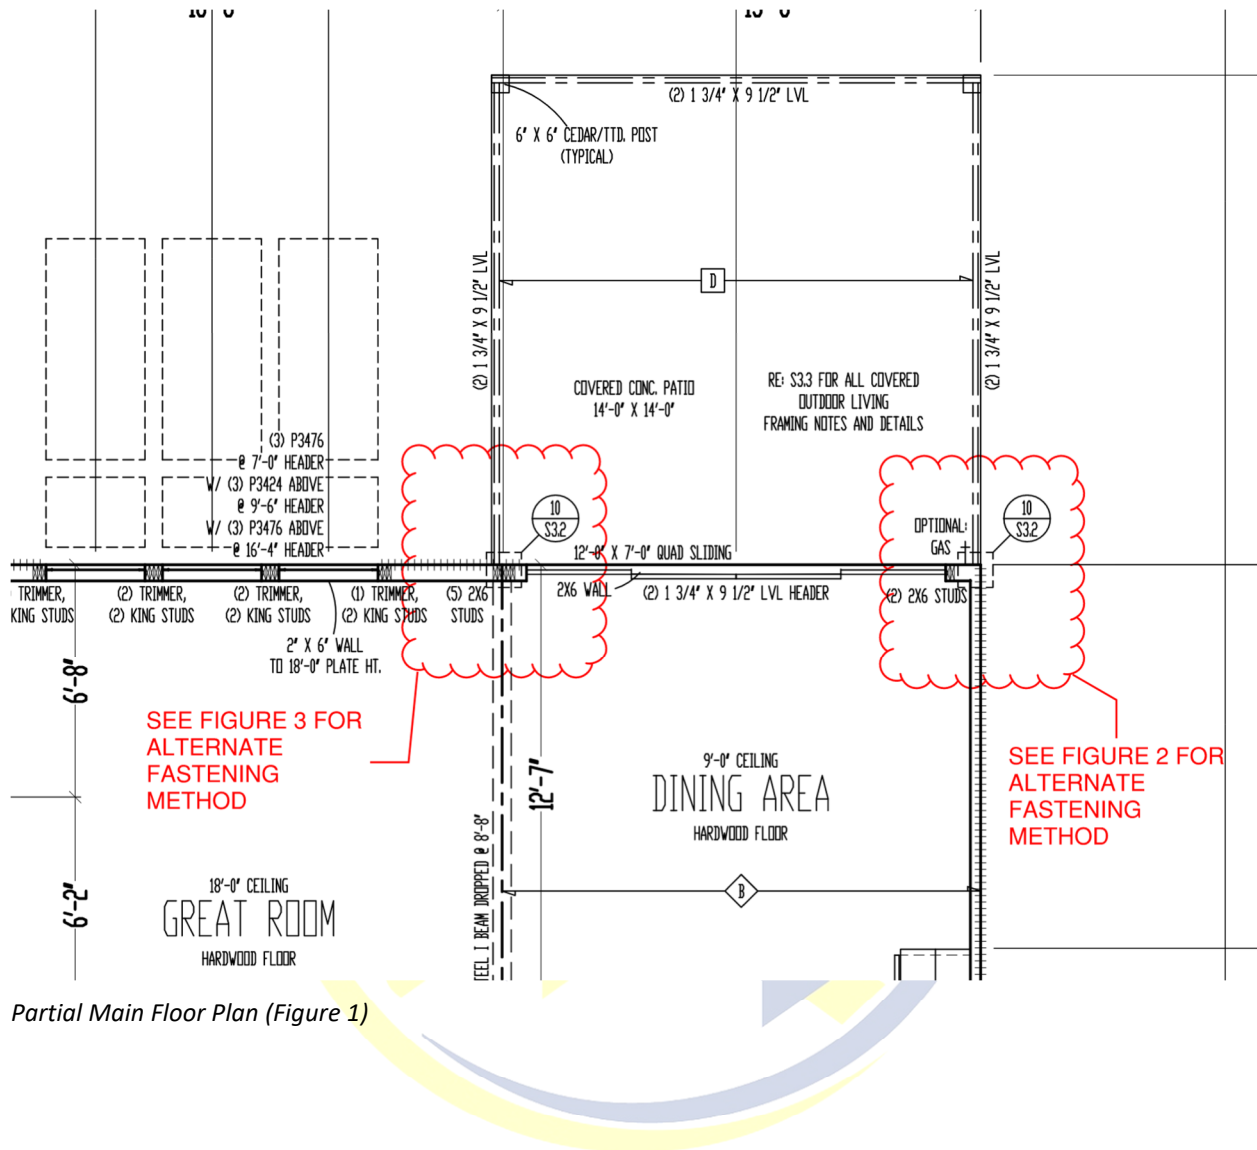 (2) 1 3/4" X 9 1/2" LVL
6" X 6" CEDAR/TTD. POST
(TYPICAL)
(2) 1 3/4" X 9 1/2" LVL
D
(2) 1 3/4" X 9 1/2" LVL
COVERED CONC. PATIO
14'-0" X 14'-0"
RE: S3.3 FOR ALL COVERED
OUTDOOR LIVING
FRAMING NOTES AND DETAILS
(3) P3476
@ 7'-0" HEADER
W/ (3) P3424 ABOVE
@ 9'-6" HEADER
W/ (3) P3476 ABOVE
@ 16'-4" HEADER
10
S3.2
10
S3.2
OPTIONAL:
GAS
12'-0" X 7'-0" QUAD SLIDING
TRIMMER,
KING STUDS
(2) TRIMMER,
(2) KING STUDS
(2) TRIMMER,
(2) KING STUDS
(1) TRIMMER,
(2) KING STUDS
(5) 2X6
STUDS
2X6 WALL
(2) 1 3/4" X 9 1/2" LVL HEADER
(2) 2X6 STUDS
2" X 6" WALL
TO 18'-0" PLATE HT.
6'-8"
SEE FIGURE 3 FOR
ALTERNATE
FASTENING
METHOD
12'-7"
9'-0" CEILING
DINING AREA
HARDWOOD FLOOR
SEE FIGURE 2 FOR
ALTERNATE
FASTENING
METHOD
6'-2"
18'-0" CEILING
GREAT ROOM
HARDWOOD FLOOR
TEEL I BEAM DROPPED @ 8'-8"
B
Partial Main Floor Plan (Figure 1)